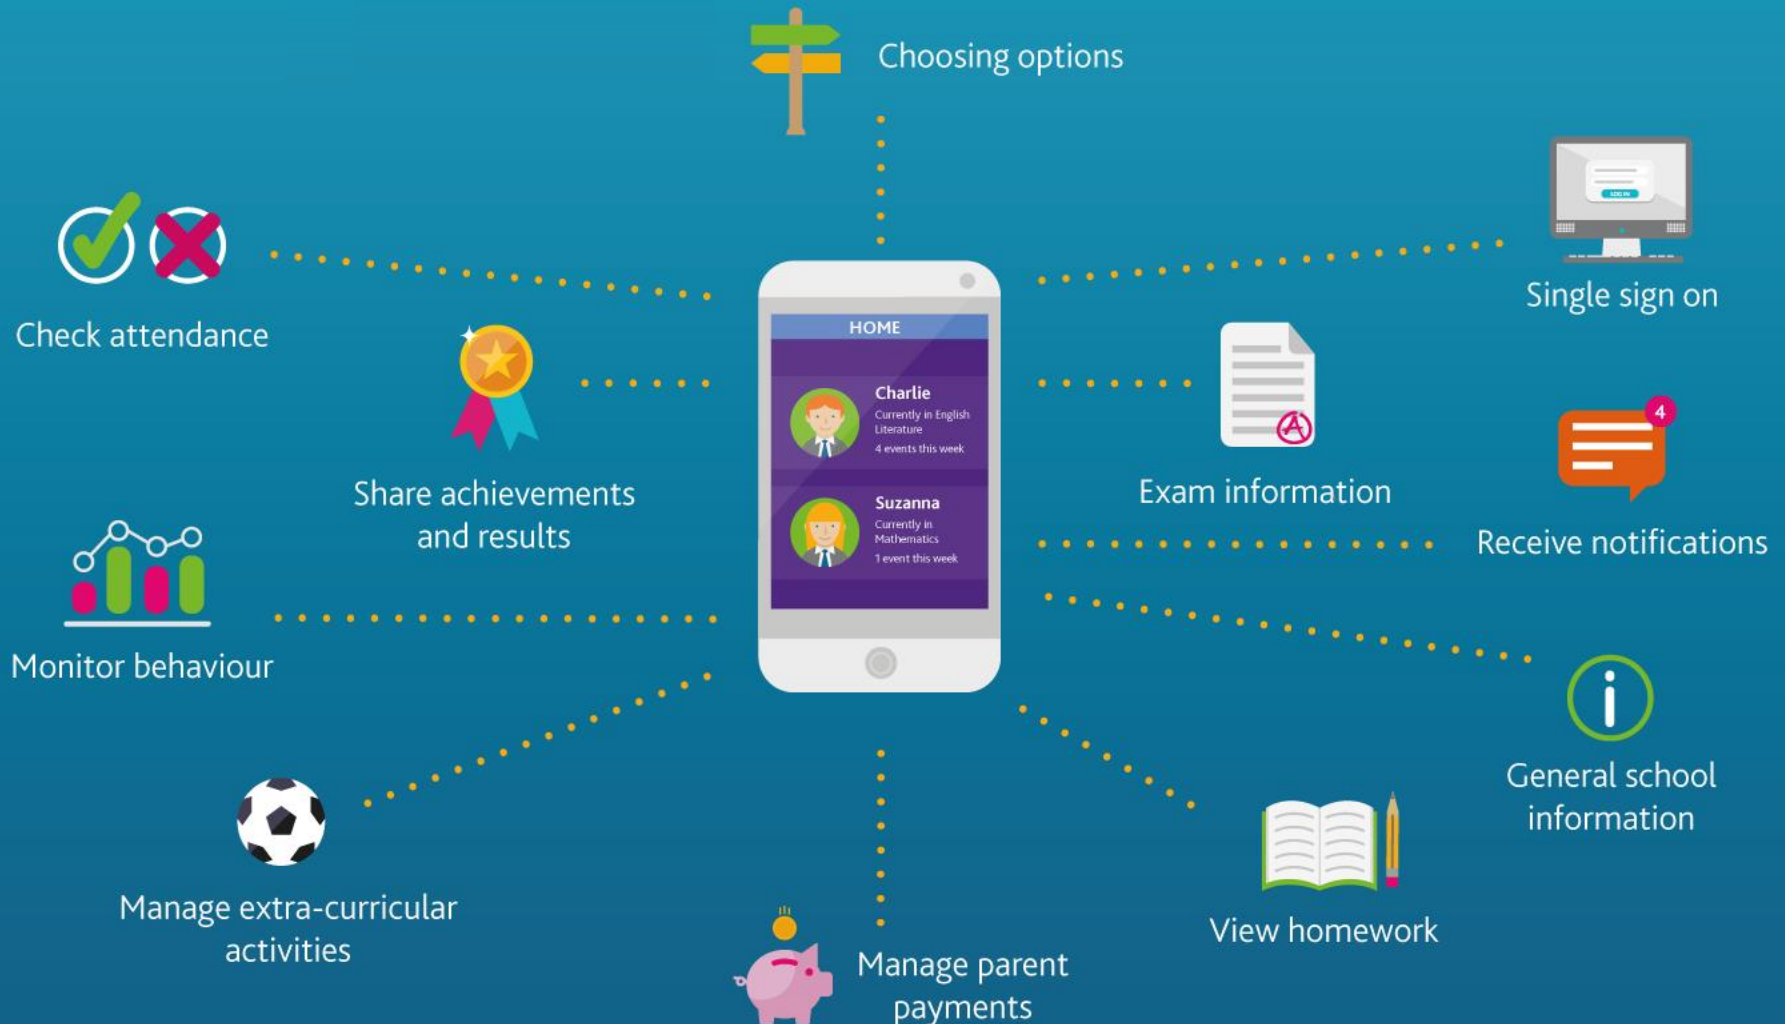 Choosing options
LOG IN
Single sign on
Check attendance
HOME
Charlie
Currently in English
Literature
4 events this week
Suzanna
Currently in
Mathematics
1 event this week
Share achievements
and results
A
Exam information
4
Receive notifications
Monitor behaviour
i
General school
information
Manage extra-curricular
activities
View homework
Manage parent
payments